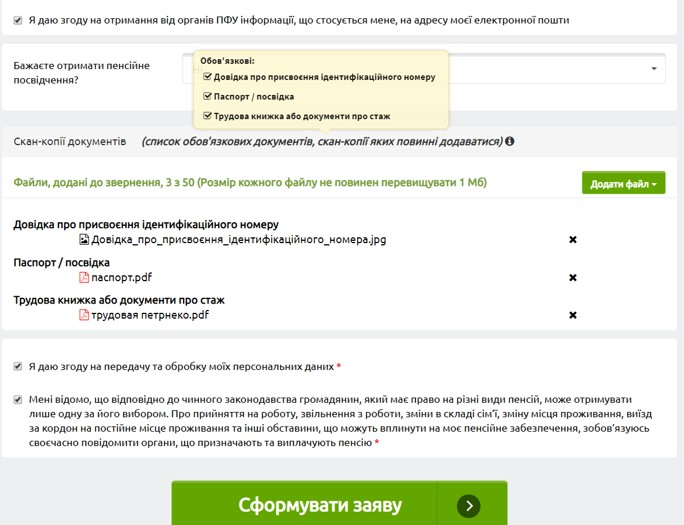 Я даю згоду на отримання від органів ПФУ інформації, що стосується мене, на адресу моєї електронної пошти
Бажаєте отримати пенсійне
посвідчення?
Обов'язкові:
Довідка про присвоєння ідентифікаційного номеру
Паспорт / посвідка
Трудова книжка або документи про стаж
Скан-копії документів (список обов'язкових документів, скан-копії яких повинні додаватися)
Файли, додані до звернення, 3 з 50 (Розмір кожного файлу не повинен перевищувати 1 Мб)
Додати файл
Довідка про присвоєння ідентифікаційного номеру
Довідка_про_присвоєння_ідентифікаційного_номера.jpg
Паспорт / посвідка
паспорт.pdf
Трудова книжка або документи про стаж
трудовая петрнеко.pdf
Я даю згоду на передачу та обробку моїх персональних даних *
Мені відомо, що відповідно до чинного законодавства громадянин, який має право на різні види пенсій, може отримувати
лише одну за його вибором. Про прийняття на роботу, звільнення з роботи, зміни в складі сім'ї, зміну місця проживання, виїзд
за кордон на постійне місце проживання та інші обставини, що можуть вплинути на моє пенсійне забезпечення, зобов'язуюсь
своєчасно повідомити органи, що призначають та виплачують пенсію *
Сформувати заяву